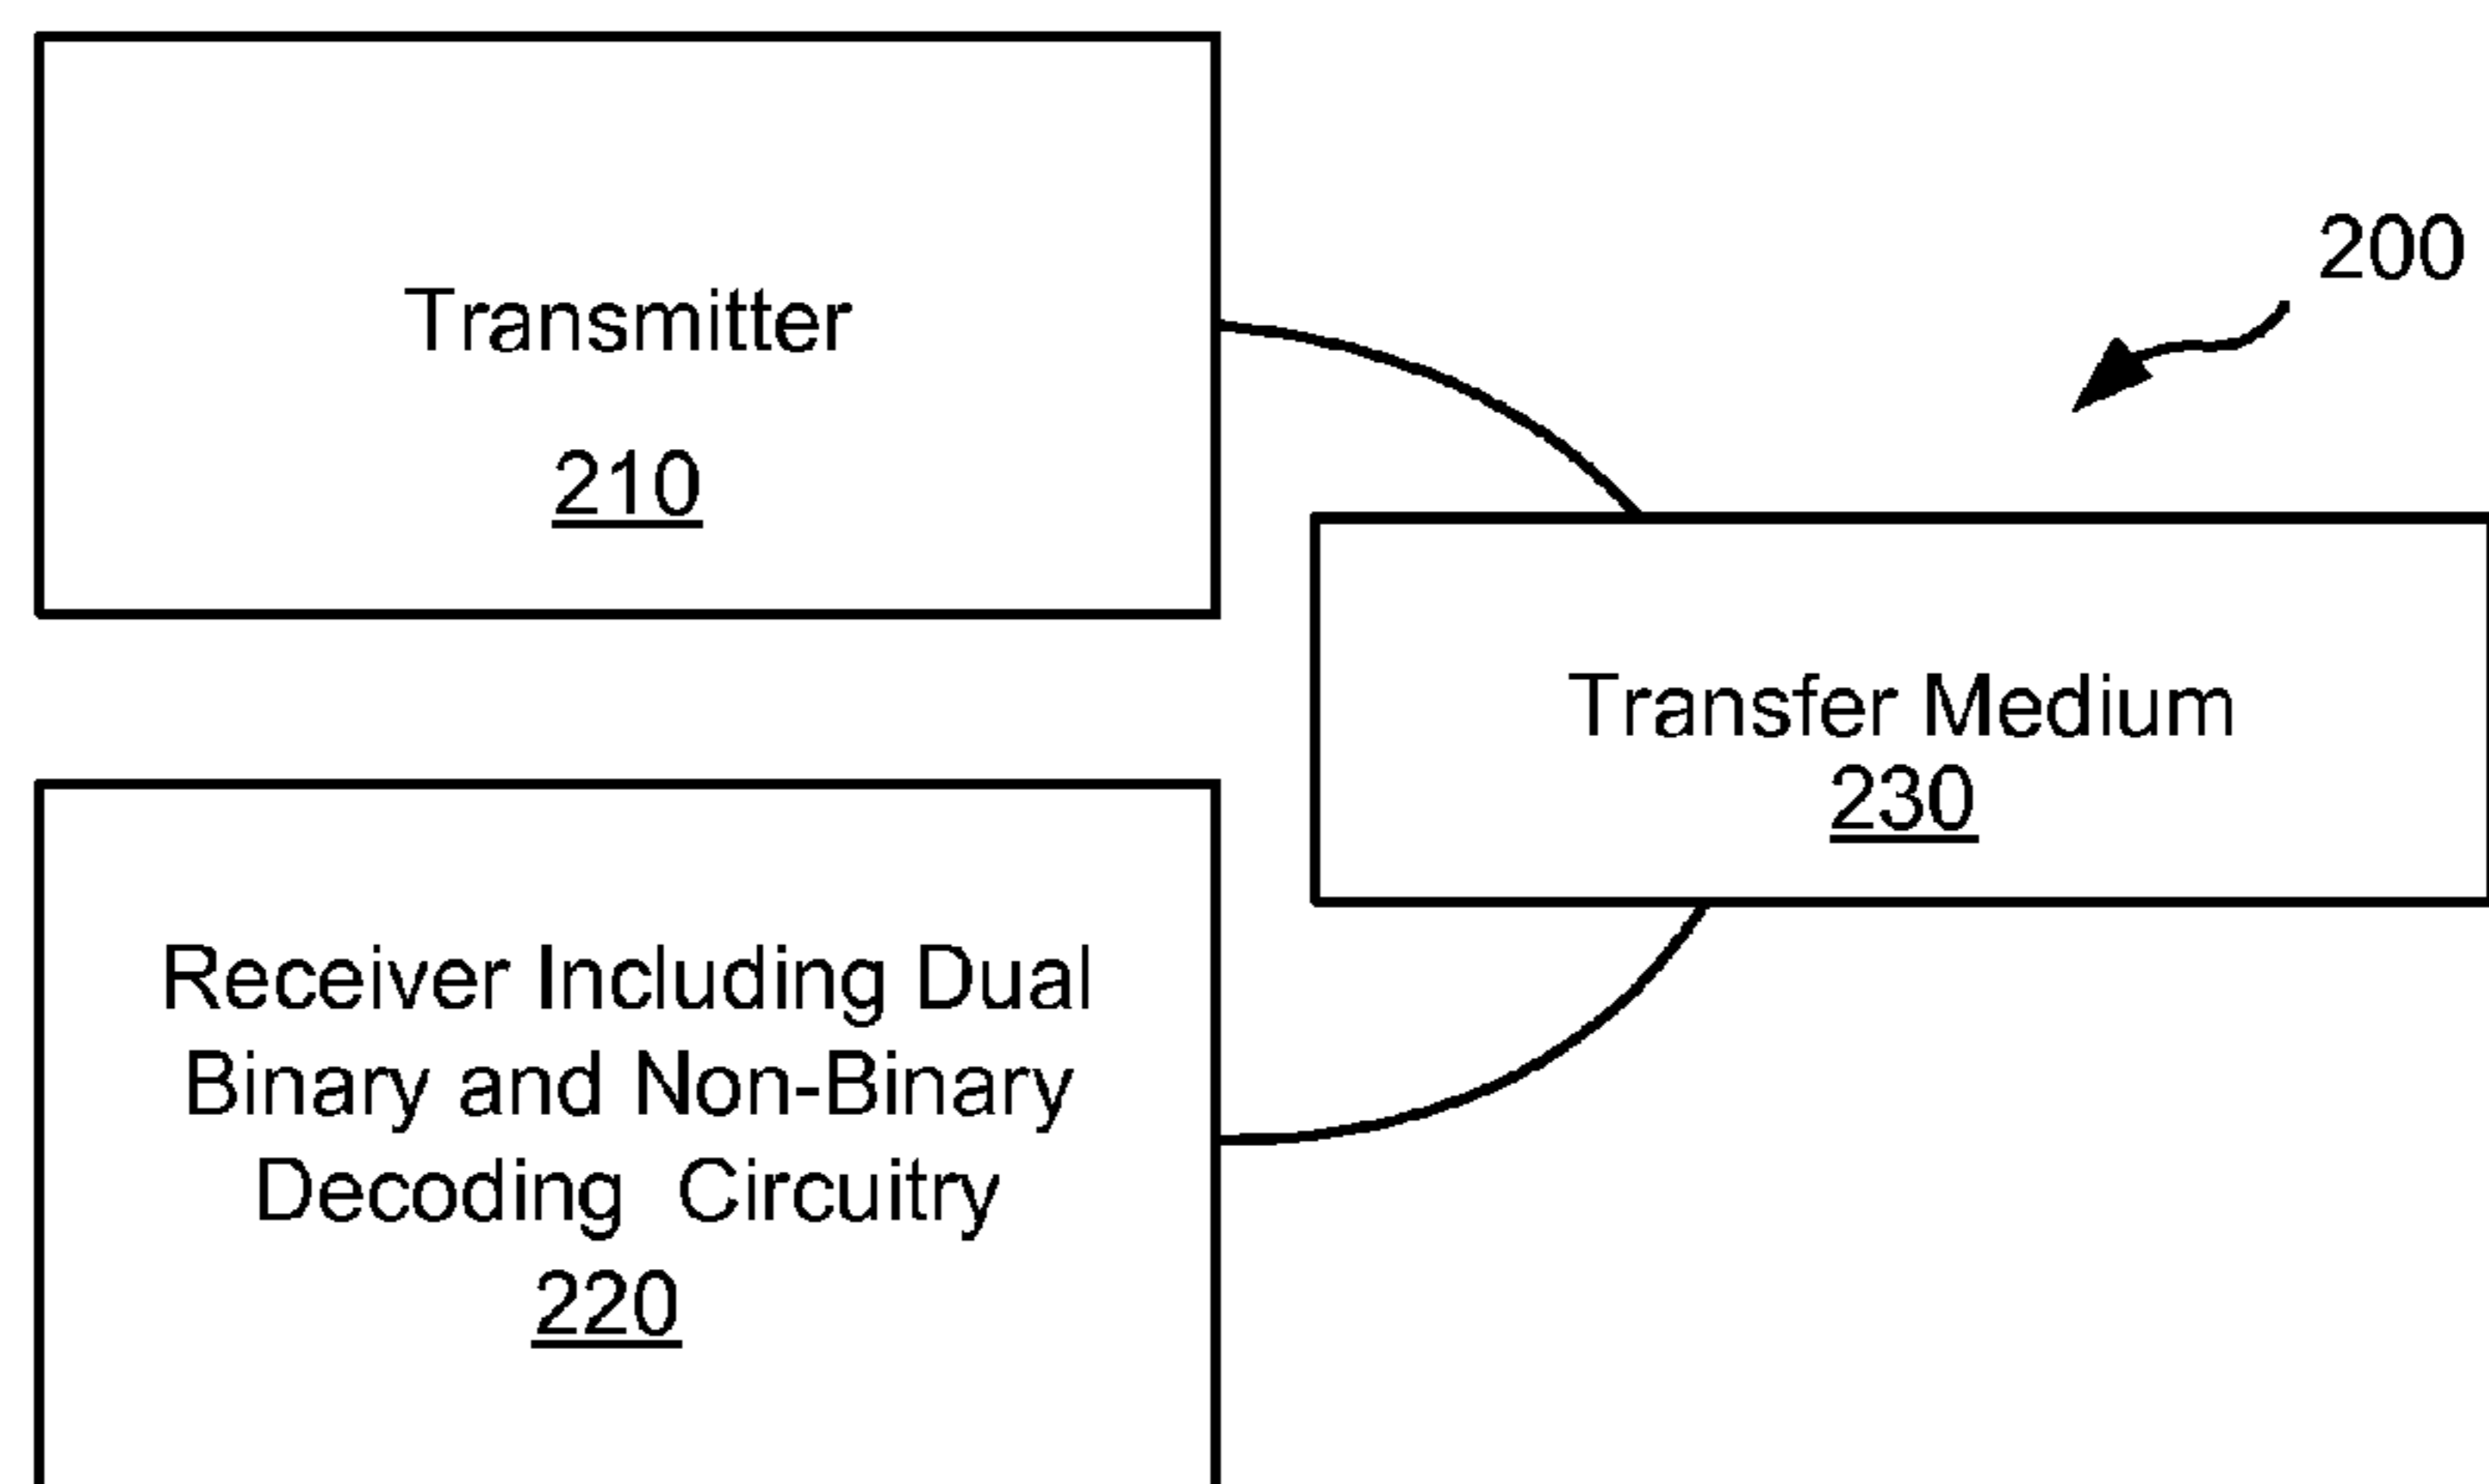 Transmitter
210
200
Transfer Medium
230
Receiver Including Dual
Binary and Non-Binary
Decoding Circuitry
220